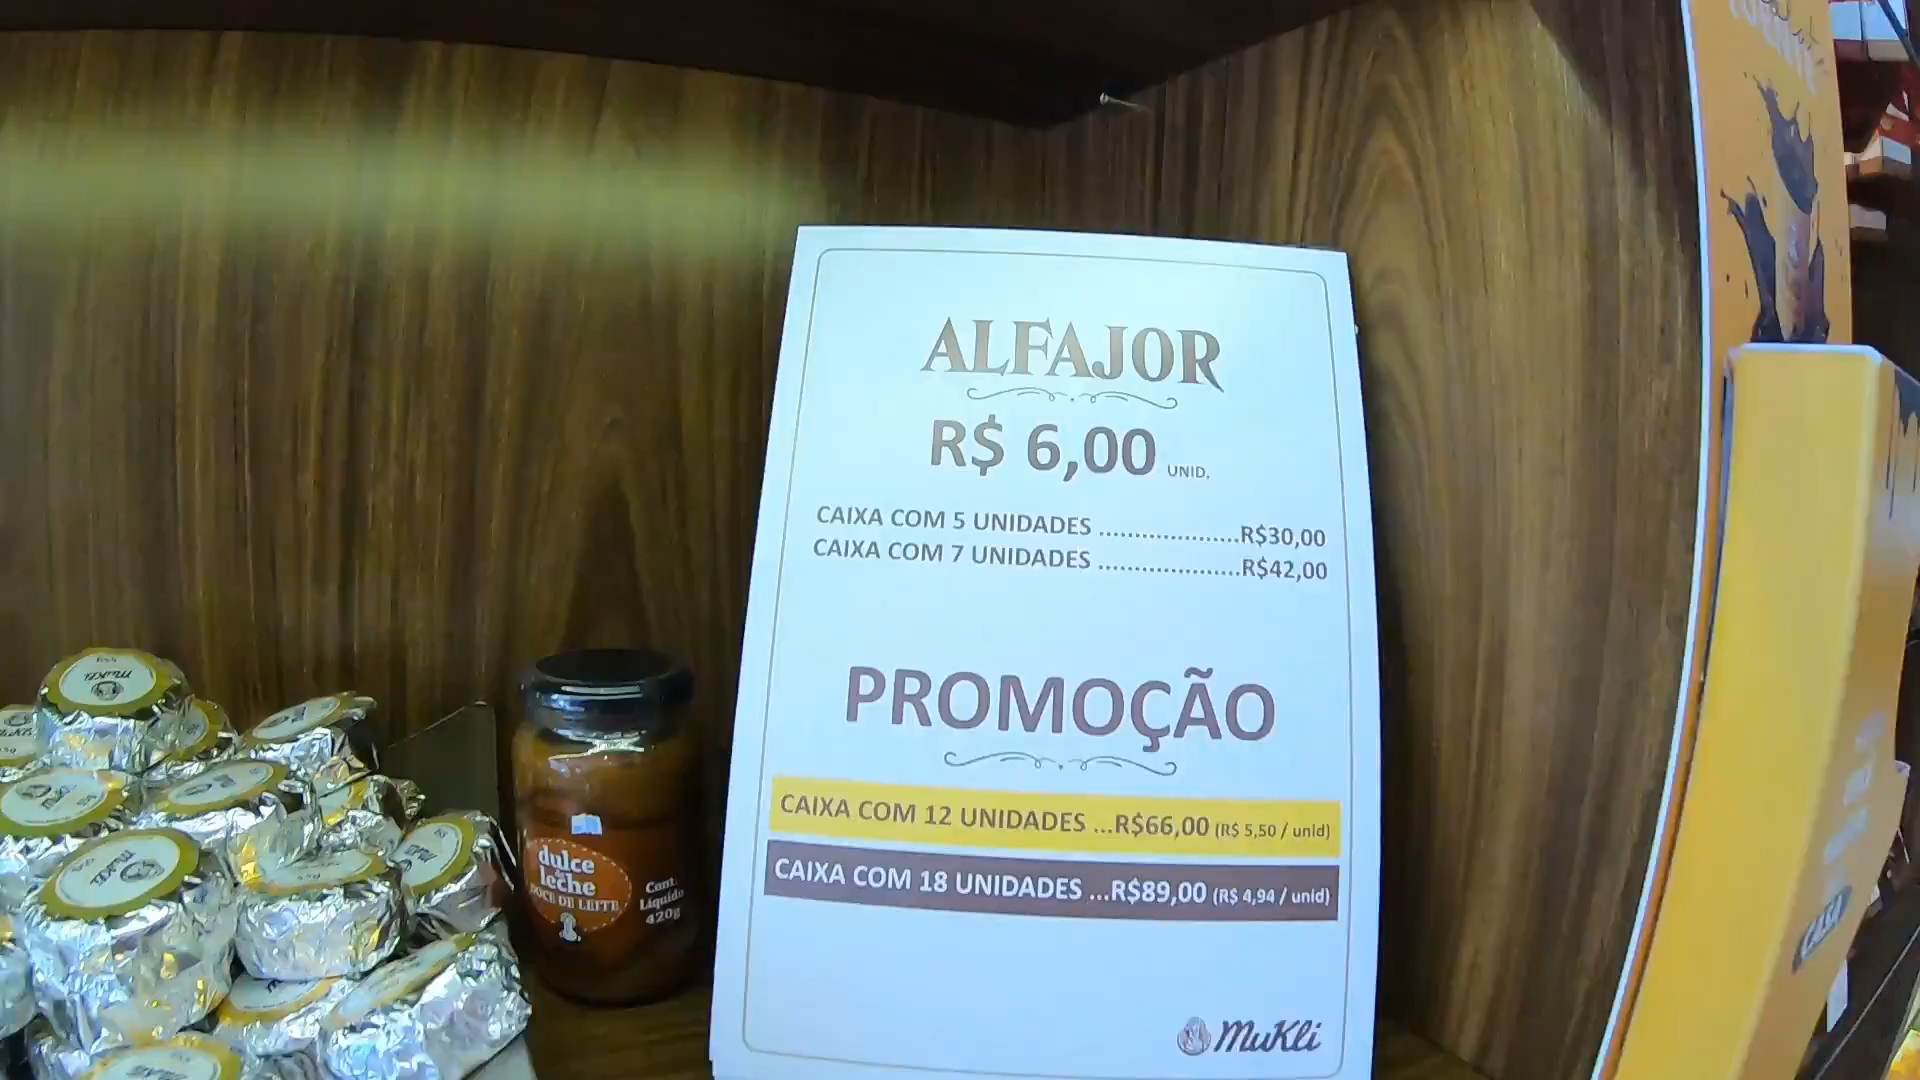 ALFAJOR
R$ 6,00 UNID.
CAIXA COM 5 UNIDADES ....................R$30,00
CAIXA COM 7 UNIDADES ....................R$42,00
PROMOÇÃO
CAIXA COM 12 UNIDADES ...R$66,00 (R$ 5,50 / unid)
CAIXA COM 18 UNIDADES ...R$89,00 (R$ 4,94 / unid)
MuKli
dulce
de
leche
DOCE DE LEITE
Cont.
Líquido
420g
MuKli
CASA